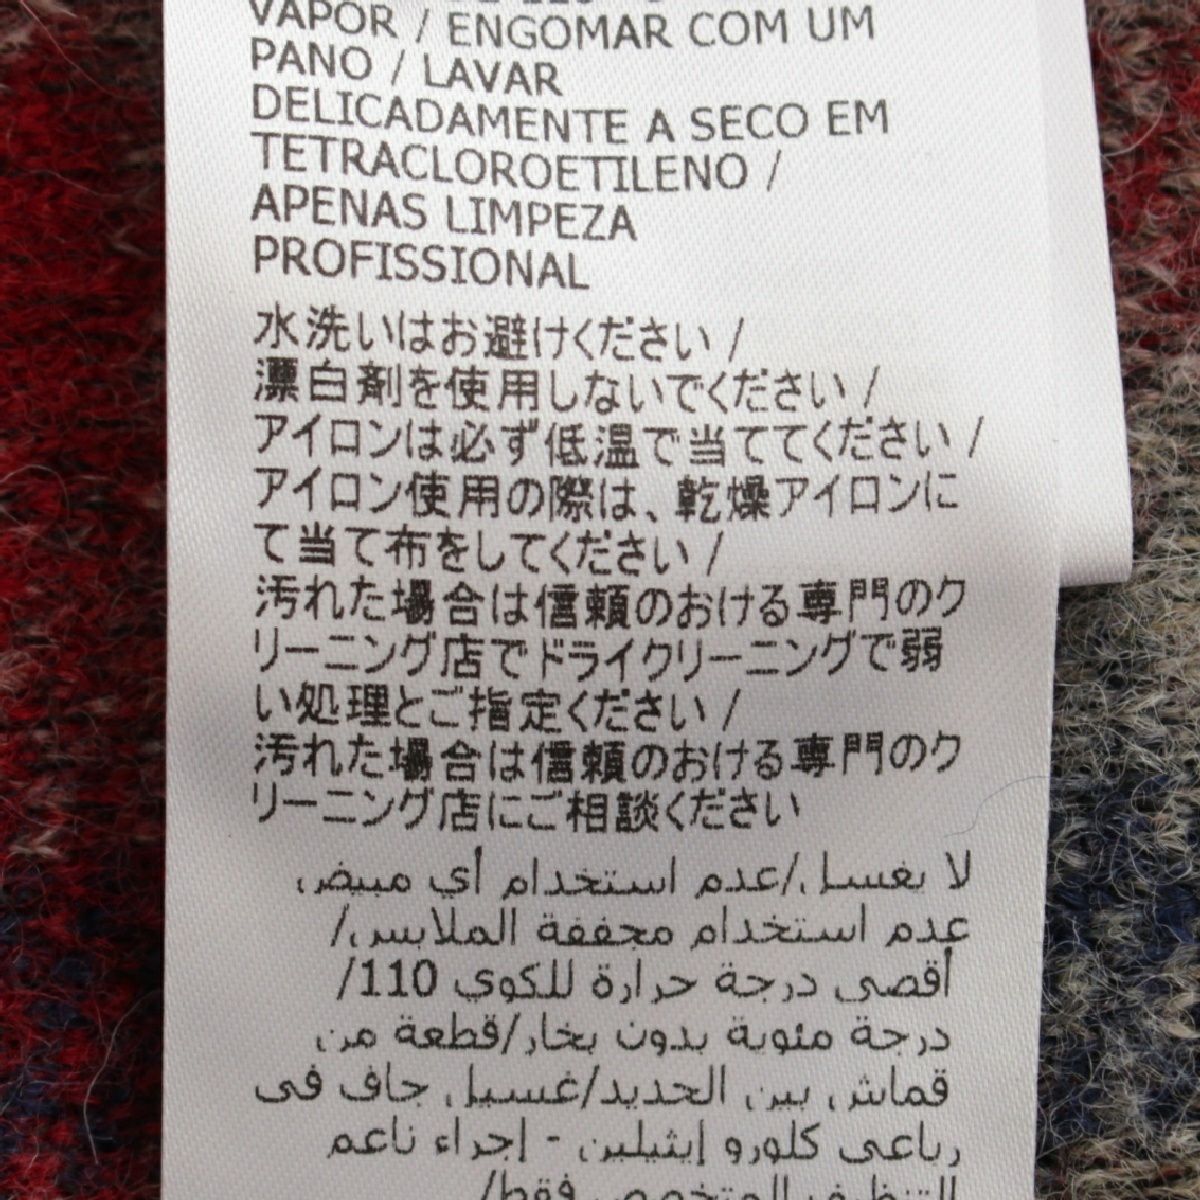 VAPOR / ENGOMAR COM UM
PANO / LAVAR
DELICADAMENTE A SECO EM
TETRACLOROETILENO /
APENAS LIMPEZA
PROFISSIONAL
水洗いはお避けください /
漂白剤を使用しないでください /
アイロンは必ず低温で当ててください /
アイロン使用の際は、乾燥アイロンに
て当て布をしてください /
汚れた場合は信頼のおける専門のク
リーニング店でドライクリーニングで弱
い処理とご指定ください /
汚れた場合は信頼のおける専門のク
リーニング店にご相談ください
لا يغسل/عدم استخدام أي مبيض
عدم استخدام مجففة الملابس/
أقصى درجة حرارة للكوي 110/
درجة مئوية بدون بخار/قطعة من
قماش بين الحديد/غسيل جاف في
رباعي كلورو إيثيلين - إجراء ناعم
التنظيف المتخصص فقط/